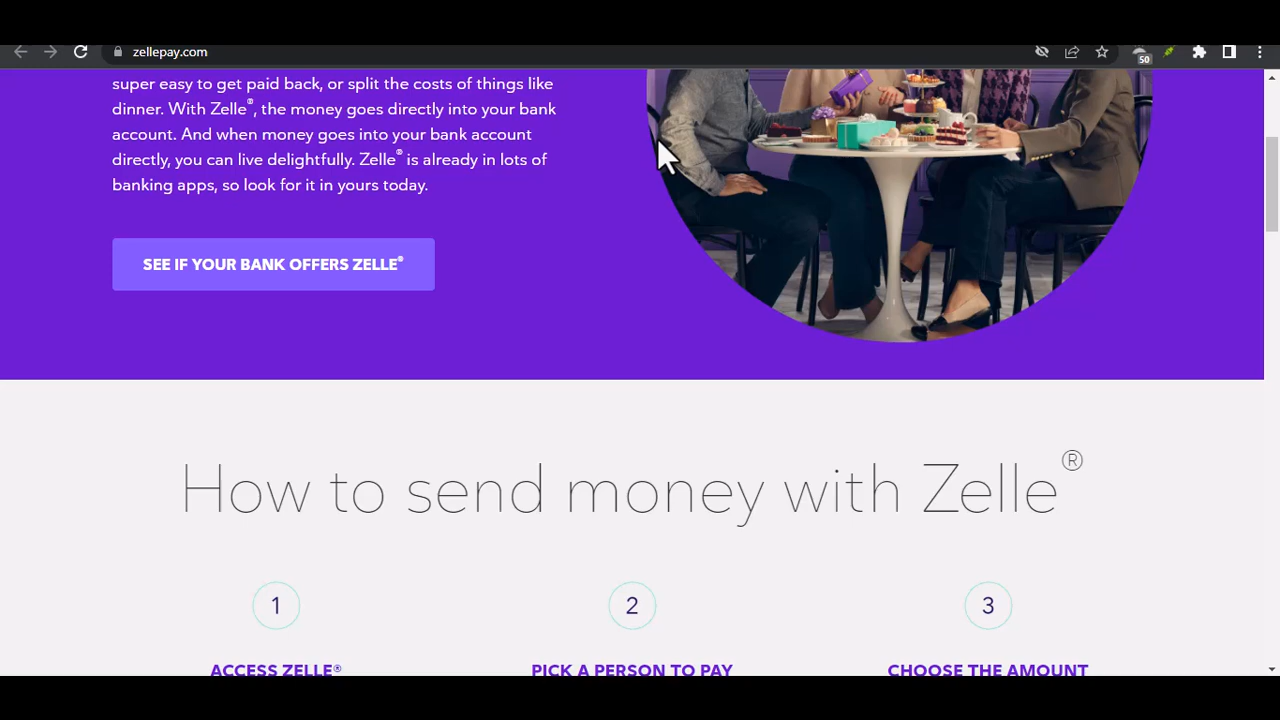 zellepay.com
50
super easy to get paid back, or split the costs of things like
dinner. With Zelle®, the money goes directly into your bank
account. And when money goes into your bank account
directly, you can live delightfully. Zelle® is already in lots of
banking apps, so look for it in yours today.
SEE IF YOUR BANK OFFERS ZELLE®
How to send money with Zelle®
1
2
3
ACCESS ZELLE®
PICK A PERSON TO PAY
CHOOSE THE AMOUNT